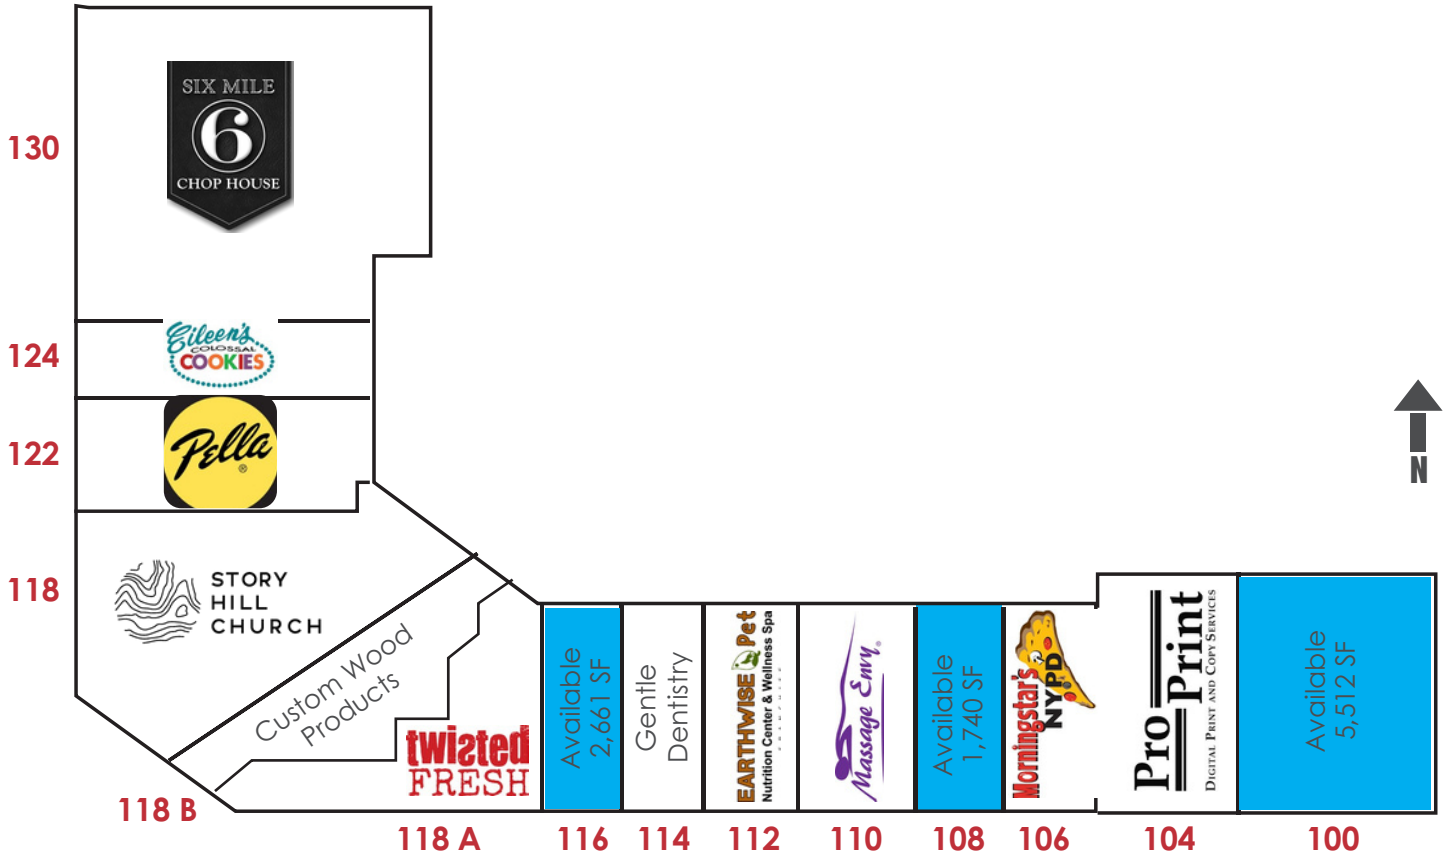 SIX MILE
6
CHOP HOUSE
130
Eileen's
COLOSSAL
COOKIES
124
Pella
®
122
N
STORY
HILL
CHURCH
118
Custom Wood
Products
118 B
twisted
FRESH
118 A
Available
2,661 SF
116
Gentle
Dentistry
114
EARTHWISE Pet
Nutrition Center & Wellness Spa
112
Massage Envy®
110
Available
1,740 SF
108
Morningstar's
NYPD
106
Pro
Print
DIGITAL PRINT AND COPY SERVICES
104
Available
5,512 SF
100